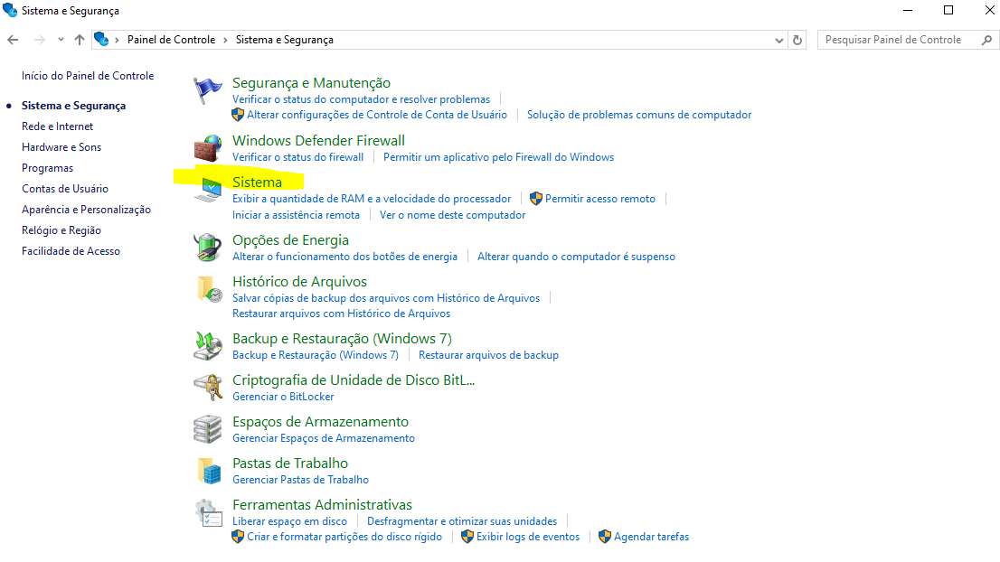 Sistema e Segurança
Painel de Controle > Sistema e Segurança
Pesquisar Painel de Controle
Início do Painel de Controle
Sistema e Segurança
Rede e Internet
Hardware e Sons
Programas
Contas de Usuário
Aparência e Personalização
Relógio e Região
Facilidade de Acesso
Segurança e Manutenção
Verificar o status do computador e resolver problemas
Alterar configurações de Controle de Conta de Usuário | Solução de problemas comuns de computador
Windows Defender Firewall
Verificar o status do firewall | Permitir um aplicativo pelo Firewall do Windows
Sistema
Exibir a quantidade de RAM e a velocidade do processador | Permitir acesso remoto
Iniciar a assistência remota | Ver o nome deste computador
Opções de Energia
Alterar o funcionamento dos botões de energia | Alterar quando o computador é suspenso
Histórico de Arquivos
Salvar cópias de backup dos arquivos com Histórico de Arquivos
Restaurar arquivos com Histórico de Arquivos
Backup e Restauração (Windows 7)
Backup e Restauração (Windows 7) | Restaurar arquivos de backup
Criptografia de Unidade de Disco BitL...
Gerenciar o BitLocker
Espaços de Armazenamento
Gerenciar Espaços de Armazenamento
Pastas de Trabalho
Gerenciar Pastas de Trabalho
Ferramentas Administrativas
Liberar espaço em disco | Desfragmentar e otimizar suas unidades
Criar e formatar partições do disco rígido | Exibir logs de eventos | Agendar tarefas